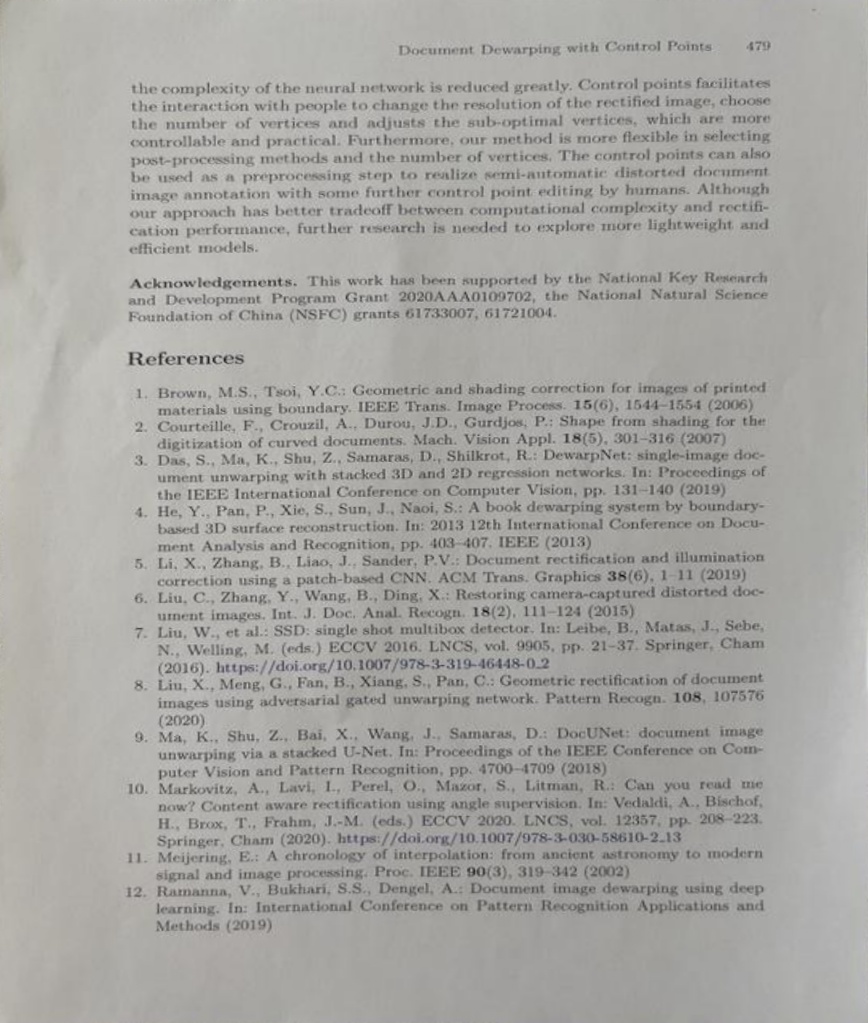 Document Dewarping with Control Points 479
the complexity of the neural network is reduced greatly. Control points facilitates
the interaction with people to change the resolution of the rectified image, choose
the number of vertices and adjusts the sub-optimal vertices, which are more
controllable and practical. Furthermore, our method is more flexible in selecting
post-processing methods and the number of vertices. The control points can also
be used as a preprocessing step to realize semi-automatic distorted document
image annotation with some further control point editing by humans. Although
our approach has better tradeoff between computational complexity and rectifi-
cation performance, further research is needed to explore more lightweight and
efficient models.
Acknowledgements. This work has been supported by the National Key Research
and Development Program Grant 2020AAA0109702, the National Natural Science
Foundation of China (NSFC) grants 61733007, 61721004.
References
1. Brown, M.S., Tsoi, Y.C.: Geometric and shading correction for images of printed
materials using boundary. IEEE Trans. Image Process. 15(6), 1544–1554 (2006)
2. Courteille, F., Crouzil, A., Durou, J.D., Gurdjos, P.: Shape from shading for the
digitization of curved documents. Mach. Vision Appl. 18(5), 301–316 (2007)
3. Das, S., Ma, K., Shu, Z., Samaras, D., Shilkrot, R.: DewarpNet: single-image doc-
ument unwarping with stacked 3D and 2D regression networks. In: Proceedings of
the IEEE International Conference on Computer Vision, pp. 131–140 (2019)
4. He, Y., Pan, P., Xie, S., Sun, J., Naoi, S.: A book dewarping system by boundary-
based 3D surface reconstruction. In: 2013 12th International Conference on Docu-
ment Analysis and Recognition, pp. 403–407. IEEE (2013)
5. Li, X., Zhang, B., Liao, J., Sander, P.V.: Document rectification and illumination
correction using a patch-based CNN. ACM Trans. Graphics 38(6), 1–11 (2019)
6. Liu, C., Zhang, Y., Wang, B., Ding, X.: Restoring camera-captured distorted doc-
ument images. Int. J. Doc. Anal. Recogn. 18(2), 111–124 (2015)
7. Liu, W., et al.: SSD: single shot multibox detector. In: Leibe, B., Matas, J., Sebe,
N., Welling, M. (eds.) ECCV 2016. LNCS, vol. 9905, pp. 21–37. Springer, Cham
(2016). https://doi.org/10.1007/978-3-319-46448-0_2
8. Liu, X., Meng, G., Fan, B., Xiang, S., Pan, C.: Geometric rectification of document
images using adversarial gated unwarping network. Pattern Recogn. 108, 107576
(2020)
9. Ma, K., Shu, Z., Bai, X., Wang, J., Samaras, D.: DocUNet: document image
unwarping via a stacked U-Net. In: Proceedings of the IEEE Conference on Com-
puter Vision and Pattern Recognition, pp. 4700–4709 (2018)
10. Markovitz, A., Lavi, I., Perel, O., Mazor, S., Litman, R.: Can you read me
now? Content aware rectification using angle supervision. In: Vedaldi, A., Bischof,
H., Brox, T., Frahm, J.-M. (eds.) ECCV 2020. LNCS, vol. 12357, pp. 208–223.
Springer, Cham (2020). https://doi.org/10.1007/978-3-030-58610-2_13
11. Meijering, E.: A chronology of interpolation: from ancient astronomy to modern
signal and image processing. Proc. IEEE 90(3), 319–342 (2002)
12. Ramanna, V., Bukhari, S.S., Dengel, A.: Document image dewarping using deep
learning. In: International Conference on Pattern Recognition Applications and
Methods (2019)